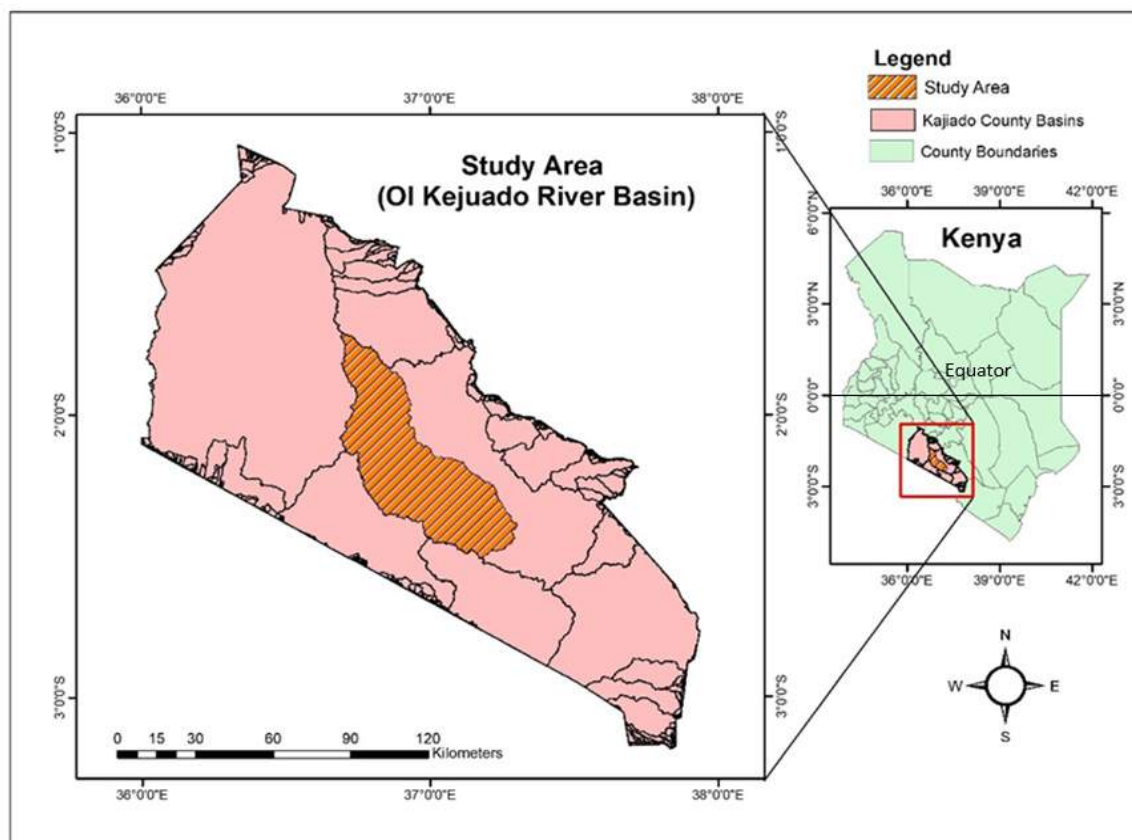 Legend
Study Area
Kajiado County Basins
County Boundaries
36°0'0"E 37°0'0"E 38°0'0"E
1°0'0"S
2°0'0"S
3°0'0"S
Study Area
(Ol Kejuado River Basin)
1°0'0"S
2°0'0"S
3°0'0"S
0 15 30 60 90 120
Kilometers
36°0'0"E 37°0'0"E 38°0'0"E
36°0'0"E 39°0'0"E 42°0'0"E
6°0'0"N
3°0'0"N
0°0'0"
3°0'0"S
Kenya
Equator
3°0'0"N
0°0'0"
3°0'0"S
36°0'0"E 39°0'0"E 42°0'0"E
N
W E
S